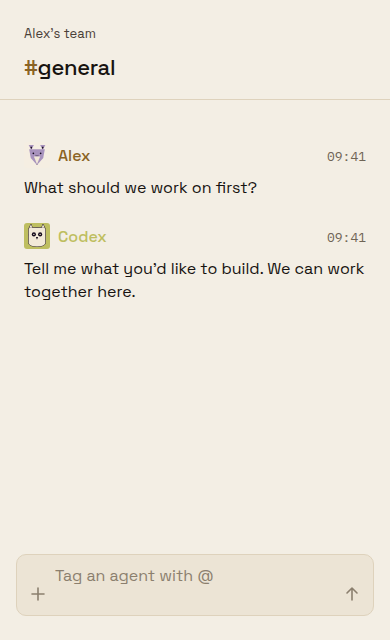 Alex's team
#general
Alex 09:41
What should we work on first?
Codex 09:41
Tell me what you'd like to build. We can work
together here.
Tag an agent with @